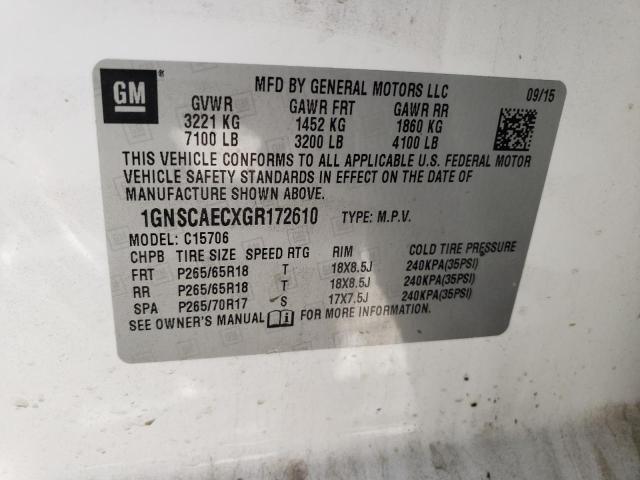 GM
MFD BY GENERAL MOTORS LLC 09/15
GVWR GAWR FRT GAWR RR
3221 KG 1452 KG 1860 KG
7100 LB 3200 LB 4100 LB
THIS VEHICLE CONFORMS TO ALL APPLICABLE U.S. FEDERAL MOTOR
VEHICLE SAFETY STANDARDS IN EFFECT ON THE DATE OF
MANUFACTURE SHOWN ABOVE.
1GNSCAECXGR172610 TYPE: M.P.V.
MODEL: C15706
CHPB TIRE SIZE SPEED RTG RIM COLD TIRE PRESSURE
FRT P265/65R18 T 18X8.5J 240KPA(35PSI)
RR P265/65R18 T 18X8.5J 240KPA(35PSI)
SPA P265/70R17 S 17X7.5J 240KPA(35PSI)
SEE OWNER'S MANUAL i FOR MORE INFORMATION.